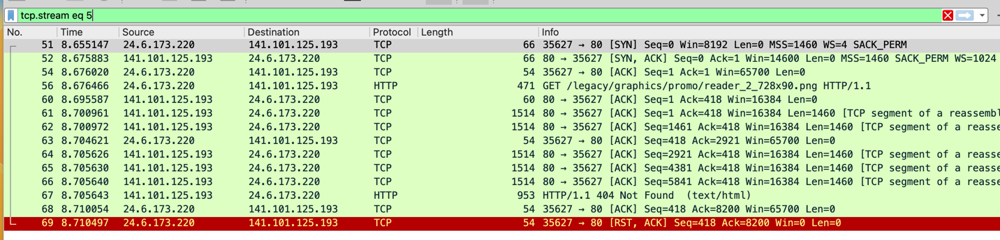 tcp.stream eq 5
No. Time Source Destination Protocol Length Info
51 8.655147 24.6.173.220 141.101.125.193 TCP 66 35627 → 80 [SYN] Seq=0 Win=8192 Len=0 MSS=1460 WS=4 SACK_PERM
52 8.675883 141.101.125.193 24.6.173.220 TCP 66 80 → 35627 [SYN, ACK] Seq=0 Ack=1 Win=14600 Len=0 MSS=1460 SACK_PERM WS=1024
54 8.676020 24.6.173.220 141.101.125.193 TCP 54 35627 → 80 [ACK] Seq=1 Ack=1 Win=65700 Len=0
56 8.676466 24.6.173.220 141.101.125.193 HTTP 471 GET /legacy/graphics/promo/reader_2_728x90.png HTTP/1.1
60 8.695587 141.101.125.193 24.6.173.220 TCP 60 80 → 35627 [ACK] Seq=1 Ack=418 Win=16384 Len=0
61 8.700961 141.101.125.193 24.6.173.220 TCP 1514 80 → 35627 [ACK] Seq=1 Ack=418 Win=16384 Len=1460 [TCP segment of a reassembl
62 8.700972 141.101.125.193 24.6.173.220 TCP 1514 80 → 35627 [ACK] Seq=1461 Ack=418 Win=16384 Len=1460 [TCP segment of a reasse
63 8.704621 24.6.173.220 141.101.125.193 TCP 54 35627 → 80 [ACK] Seq=418 Ack=2921 Win=65700 Len=0
64 8.705626 141.101.125.193 24.6.173.220 TCP 1514 80 → 35627 [ACK] Seq=2921 Ack=418 Win=16384 Len=1460 [TCP segment of a reasse
65 8.705630 141.101.125.193 24.6.173.220 TCP 1514 80 → 35627 [ACK] Seq=4381 Ack=418 Win=16384 Len=1460 [TCP segment of a reasse
66 8.705640 141.101.125.193 24.6.173.220 TCP 1514 80 → 35627 [ACK] Seq=5841 Ack=418 Win=16384 Len=1460 [TCP segment of a reasse
67 8.705643 141.101.125.193 24.6.173.220 HTTP 953 HTTP/1.1 404 Not Found (text/html)
68 8.710054 24.6.173.220 141.101.125.193 TCP 54 35627 → 80 [ACK] Seq=418 Ack=8200 Win=65700 Len=0
69 8.710497 24.6.173.220 141.101.125.193 TCP 54 35627 → 80 [RST, ACK] Seq=418 Ack=8200 Win=0 Len=0